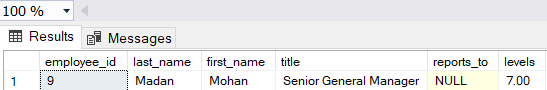 100 %
Results Messages
employee_id last_name first_name title reports_to levels
1 9 Madan Mohan Senior General Manager NULL 7.00